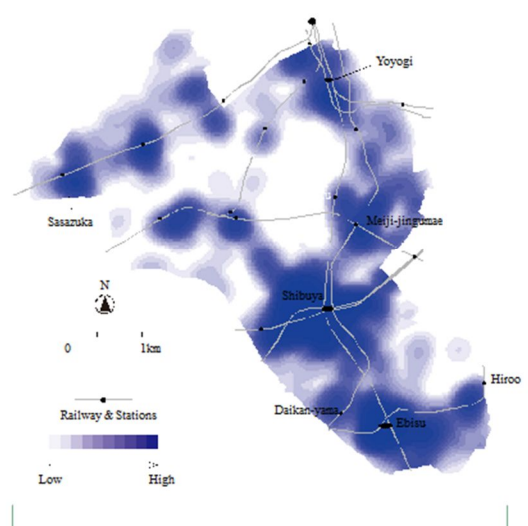 Yoyogi
Sasazuka
Meiji-jingumae
N
Shibuya
0 1km
Hiroo
Railway & Stations
Daikan-yama
Ebisu
Low High